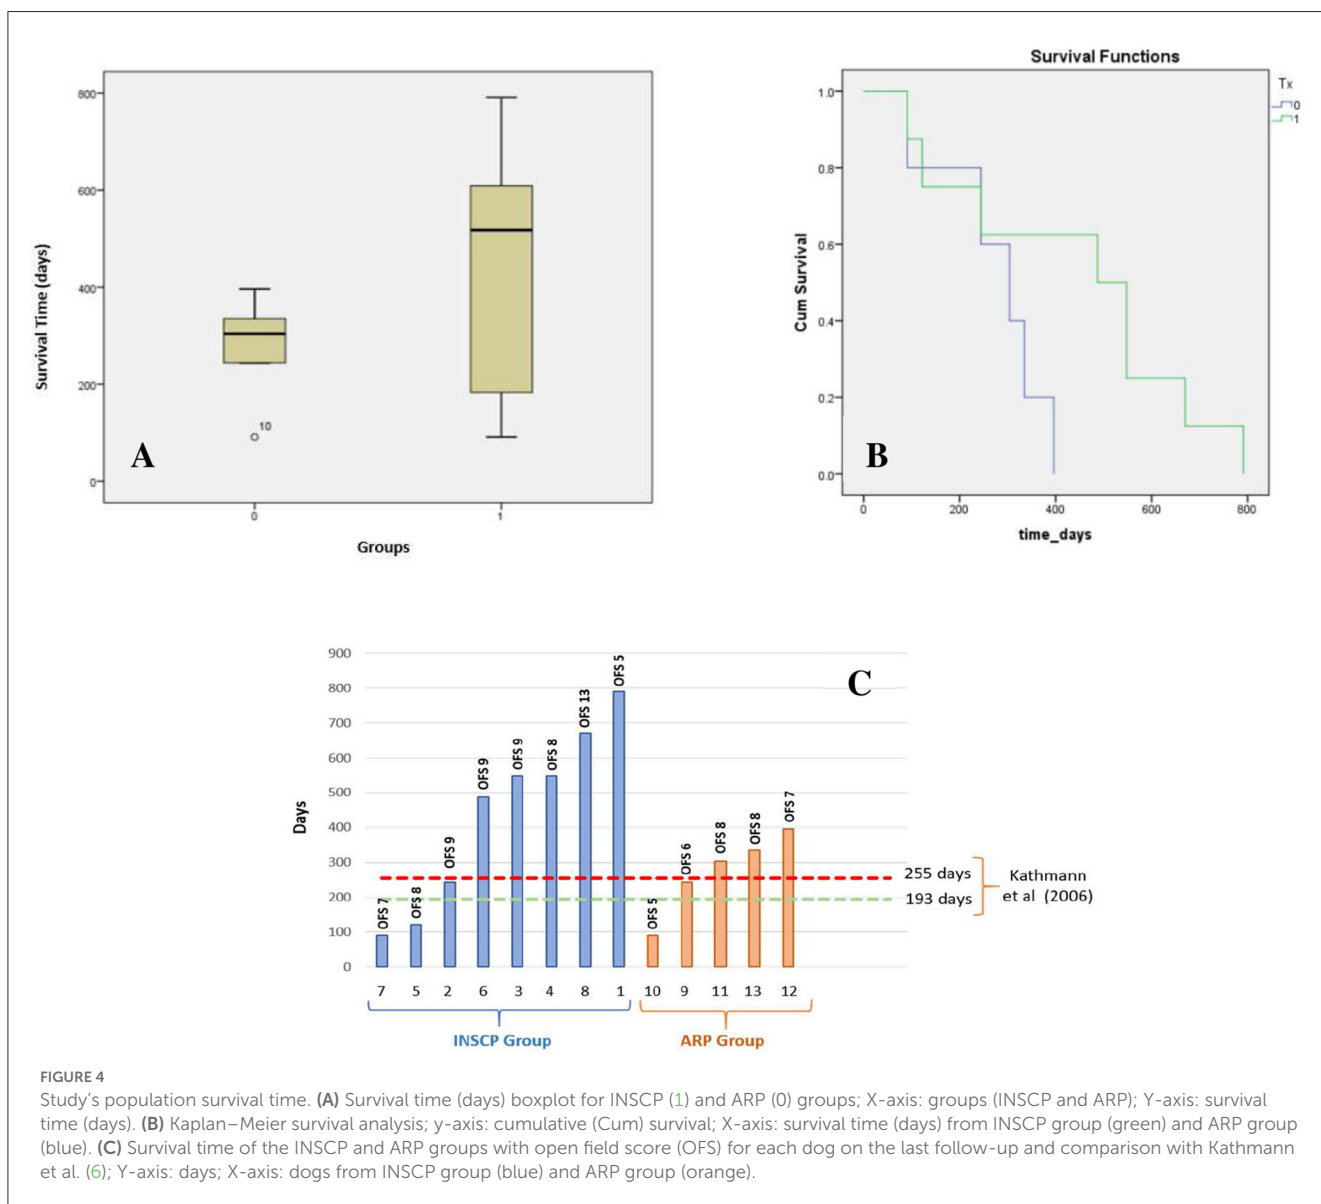 800
600
400
200
0
Survival Time (days)
10
A
0
1
Groups
Survival Functions
Tx
0
1
1.0
0.8
0.6
0.4
0.2
0.0
Cum Survival
B
0
200
400
600
800
time_days
900
800
700
600
500
400
300
200
100
0
Days
C
OFS 7
OFS 8
OFS 9
OFS 9
OFS 9
OFS 8
OFS 13
OFS 5
OFS 5
OFS 6
OFS 8
OFS 8
OFS 7
255 days
193 days
Kathmann
et al (2006)
7 5 2 6 3 4 8 1 10 9 11 13 12
INSCP Group
ARP Group
FIGURE 4
Study's population survival time. (A) Survival time (days) boxplot for INSCP (1) and ARP (0) groups; X-axis: groups (INSCP and ARP); Y-axis: survival
time (days). (B) Kaplan–Meier survival analysis; y-axis: cumulative (Cum) survival; X-axis: survival time (days) from INSCP group (green) and ARP group
(blue). (C) Survival time of the INSCP and ARP groups with open field score (OFS) for each dog on the last follow-up and comparison with Kathmann
et al. (6); Y-axis: days; X-axis: dogs from INSCP group (blue) and ARP group (orange).